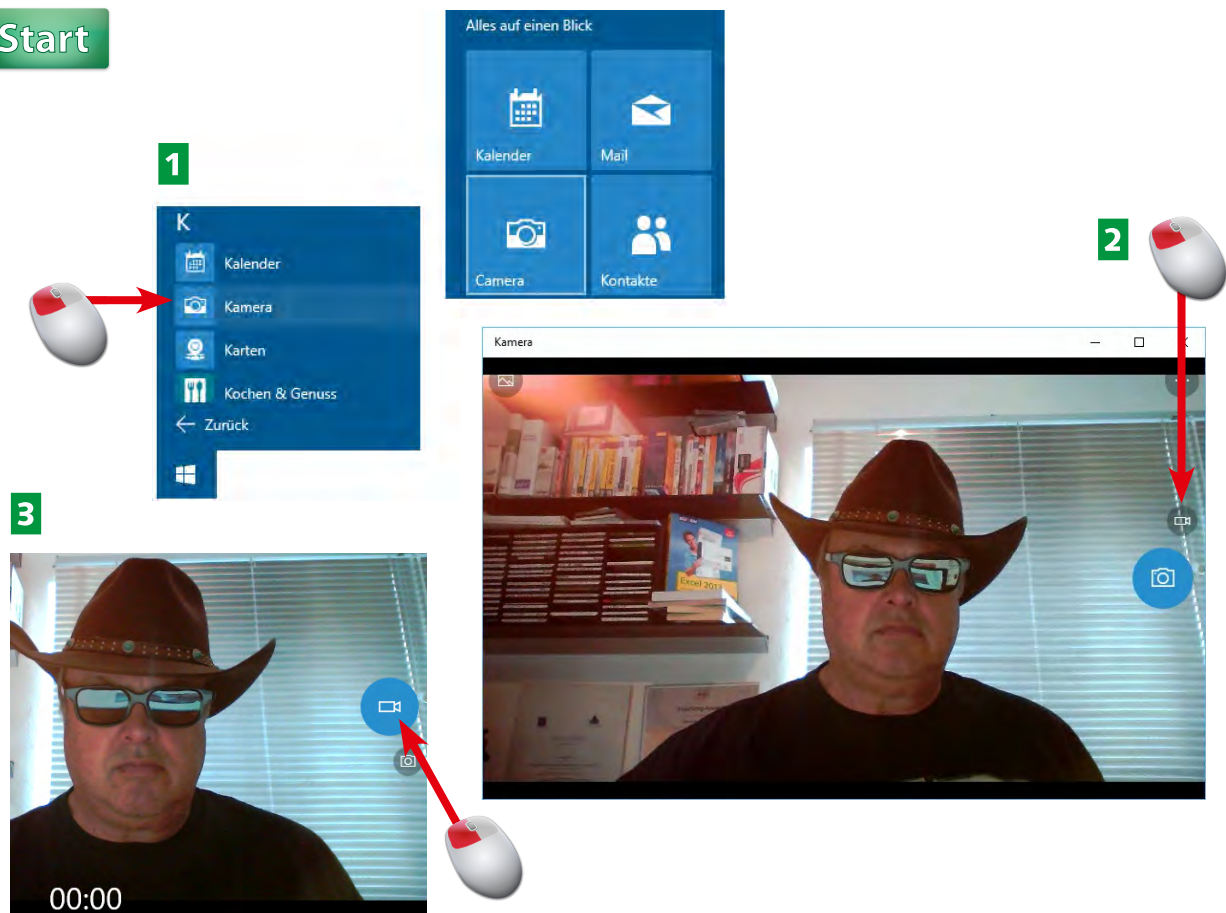 Start
Alles auf einen Blick
Kalender
Mail
Camera
Kontakte
1
K
Kalender
Kamera
Karten
Kochen & Genuss
Zurück
2
Kamera
Excel 2013
3
00:00